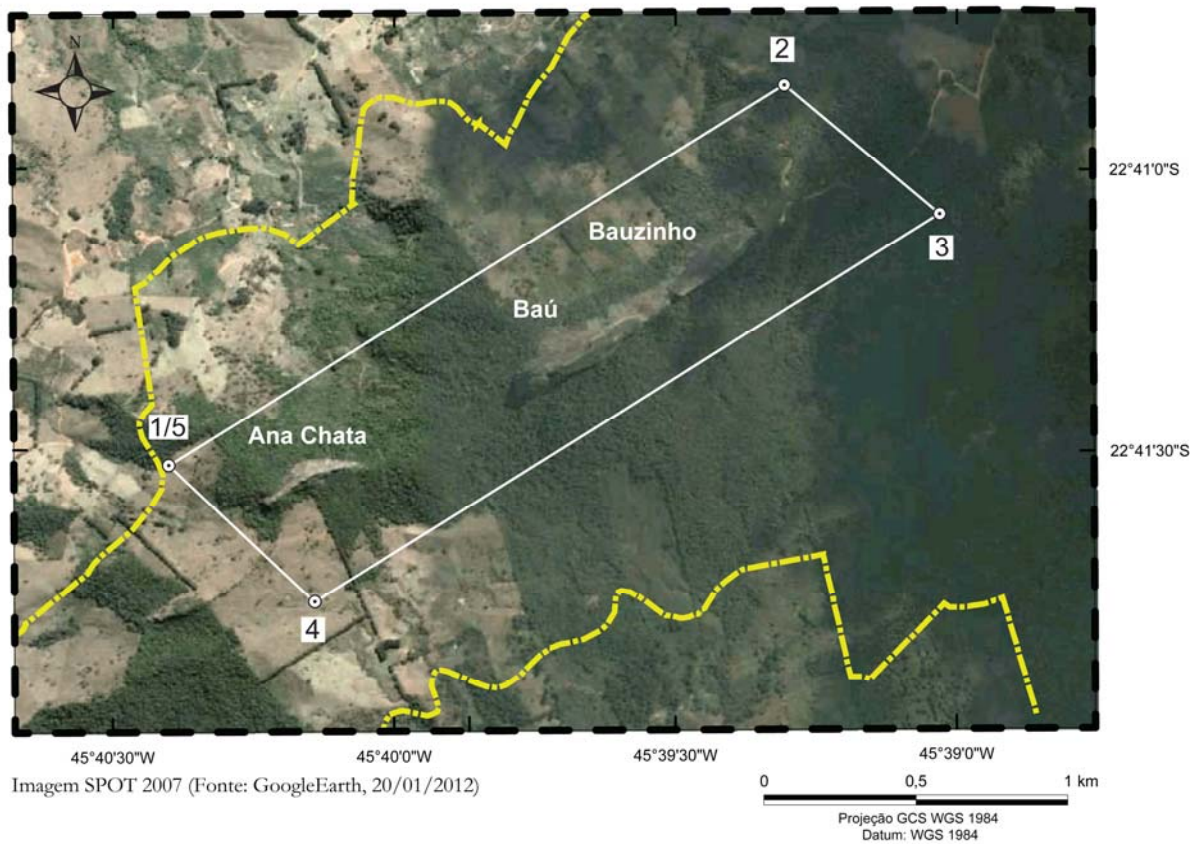 N
2
22°41'0"S
3
Bauzinho
Baú
1/5
Ana Chata
22°41'30"S
4
45°40'30"W 45°40'0"W 45°39'30"W 45°39'0"W
Imagem SPOT 2007 (Fonte: GoogleEarth, 20/01/2012)
0 0,5 1 km
Projeção GCS WGS 1984
Datum: WGS 1984